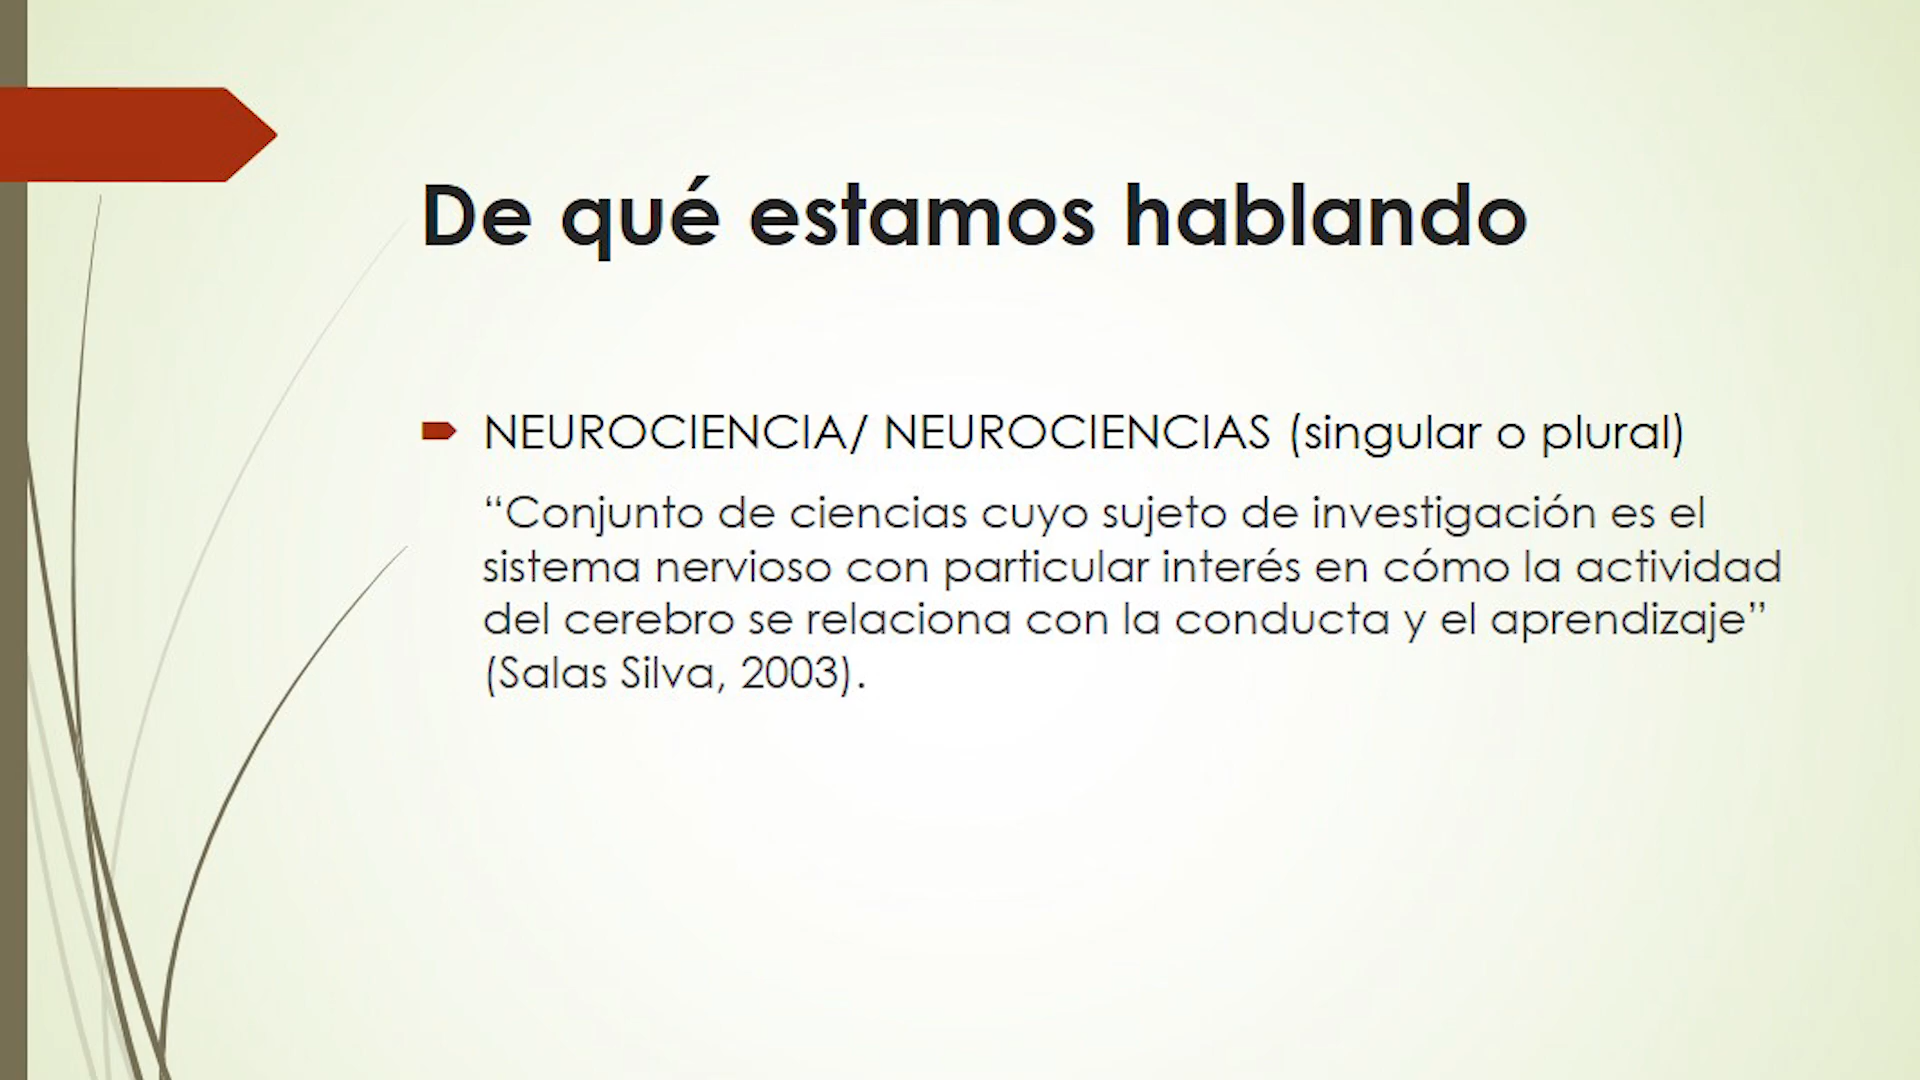 De qué estamos hablando
NEUROCIENCIA/ NEUROCIENCIAS (singular o plural)
“Conjunto de ciencias cuyo sujeto de investigación es el
sistema nervioso con particular interés en cómo la actividad
del cerebro se relaciona con la conducta y el aprendizaje”
(Salas Silva, 2003).